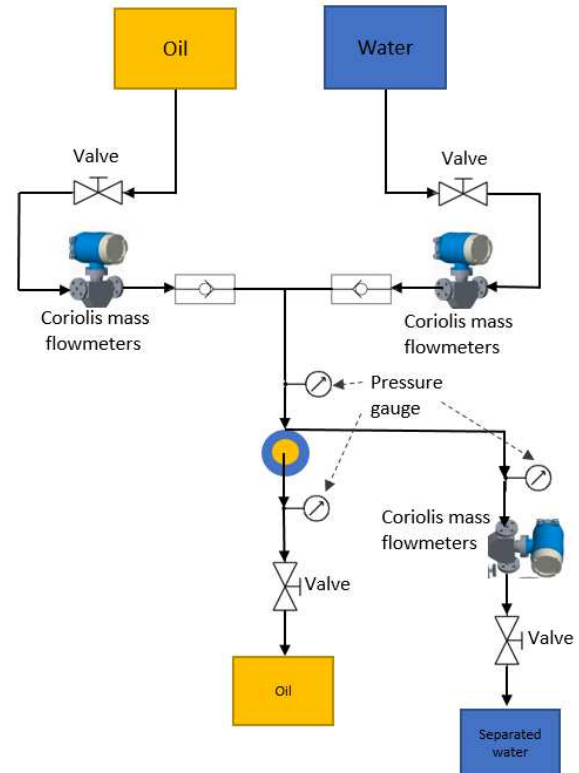 Oil
Water
Valve
Valve
Coriolis mass
flowmeters
Coriolis mass
flowmeters
Pressure
gauge
Coriolis mass
flowmeters
Valve
Valve
Oil
Separated
water